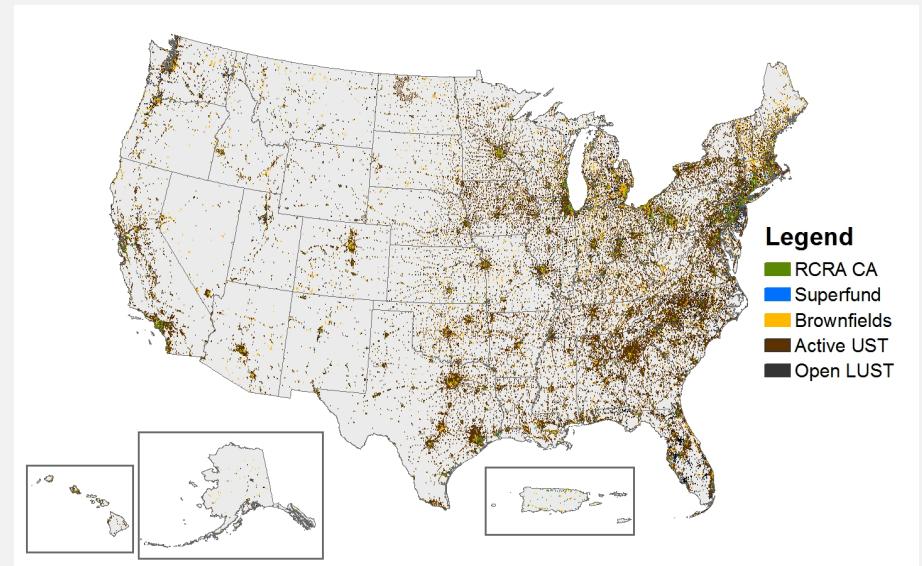 Legend
RCRA CA
Superfund
Brownfields
Active UST
Open LUST